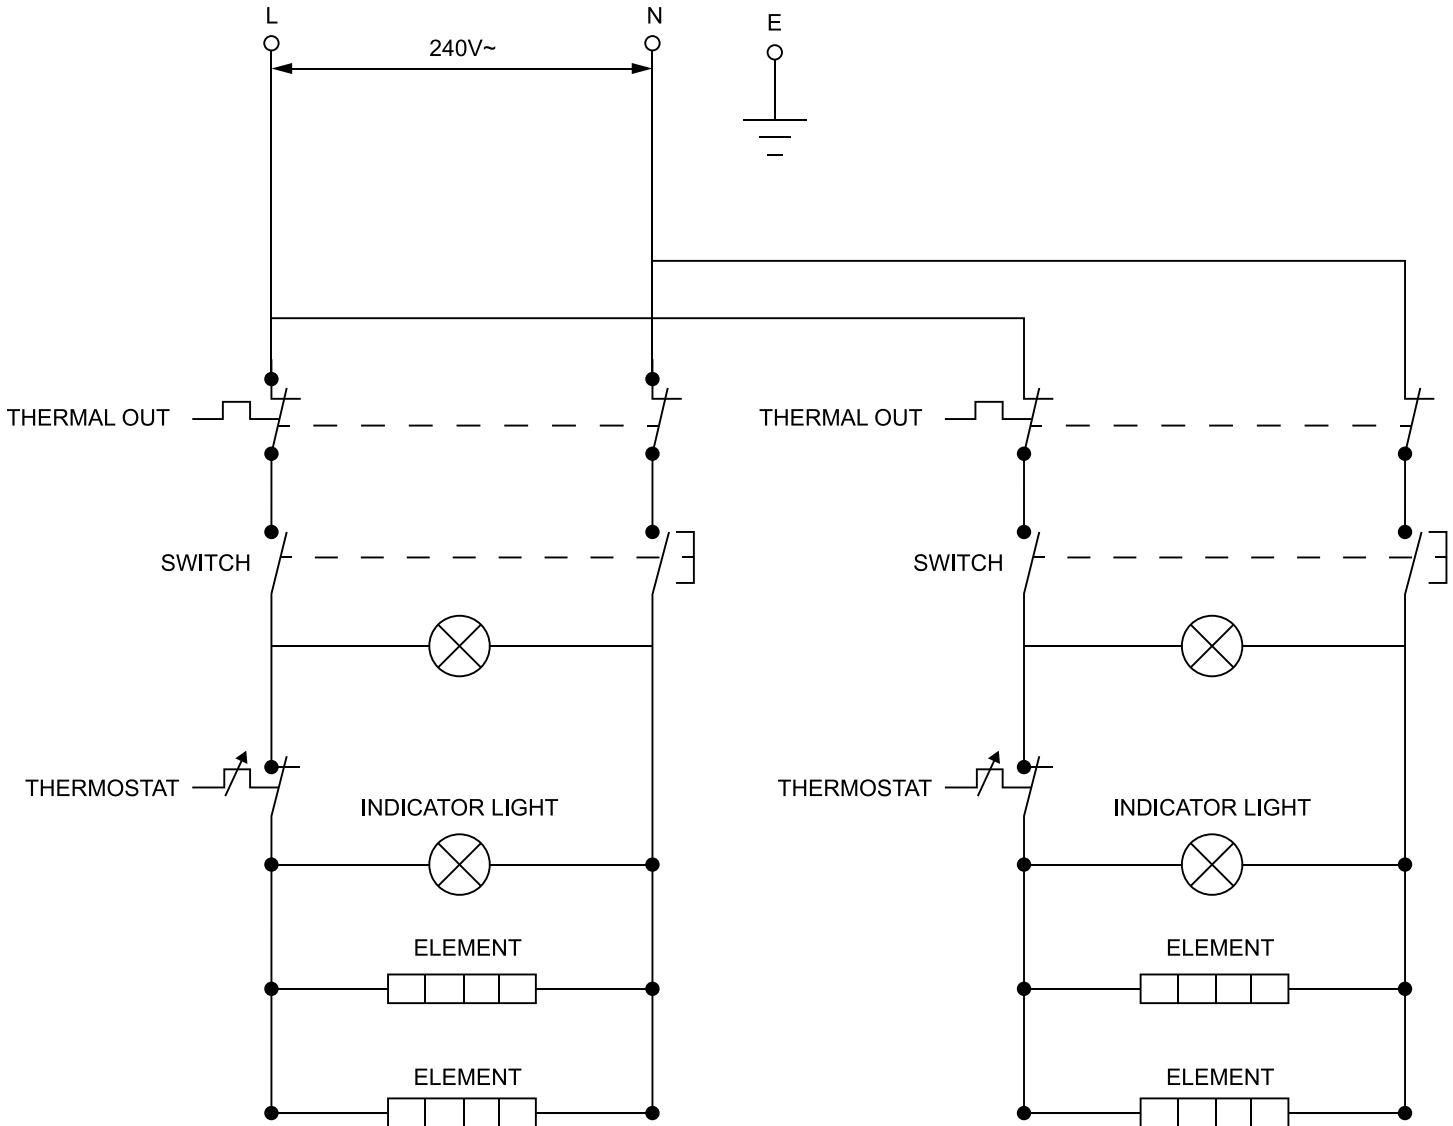 L
N
E
240V~
THERMAL OUT
THERMAL OUT
SWITCH
SWITCH
THERMOSTAT
THERMOSTAT
INDICATOR LIGHT
INDICATOR LIGHT
ELEMENT
ELEMENT
ELEMENT
ELEMENT